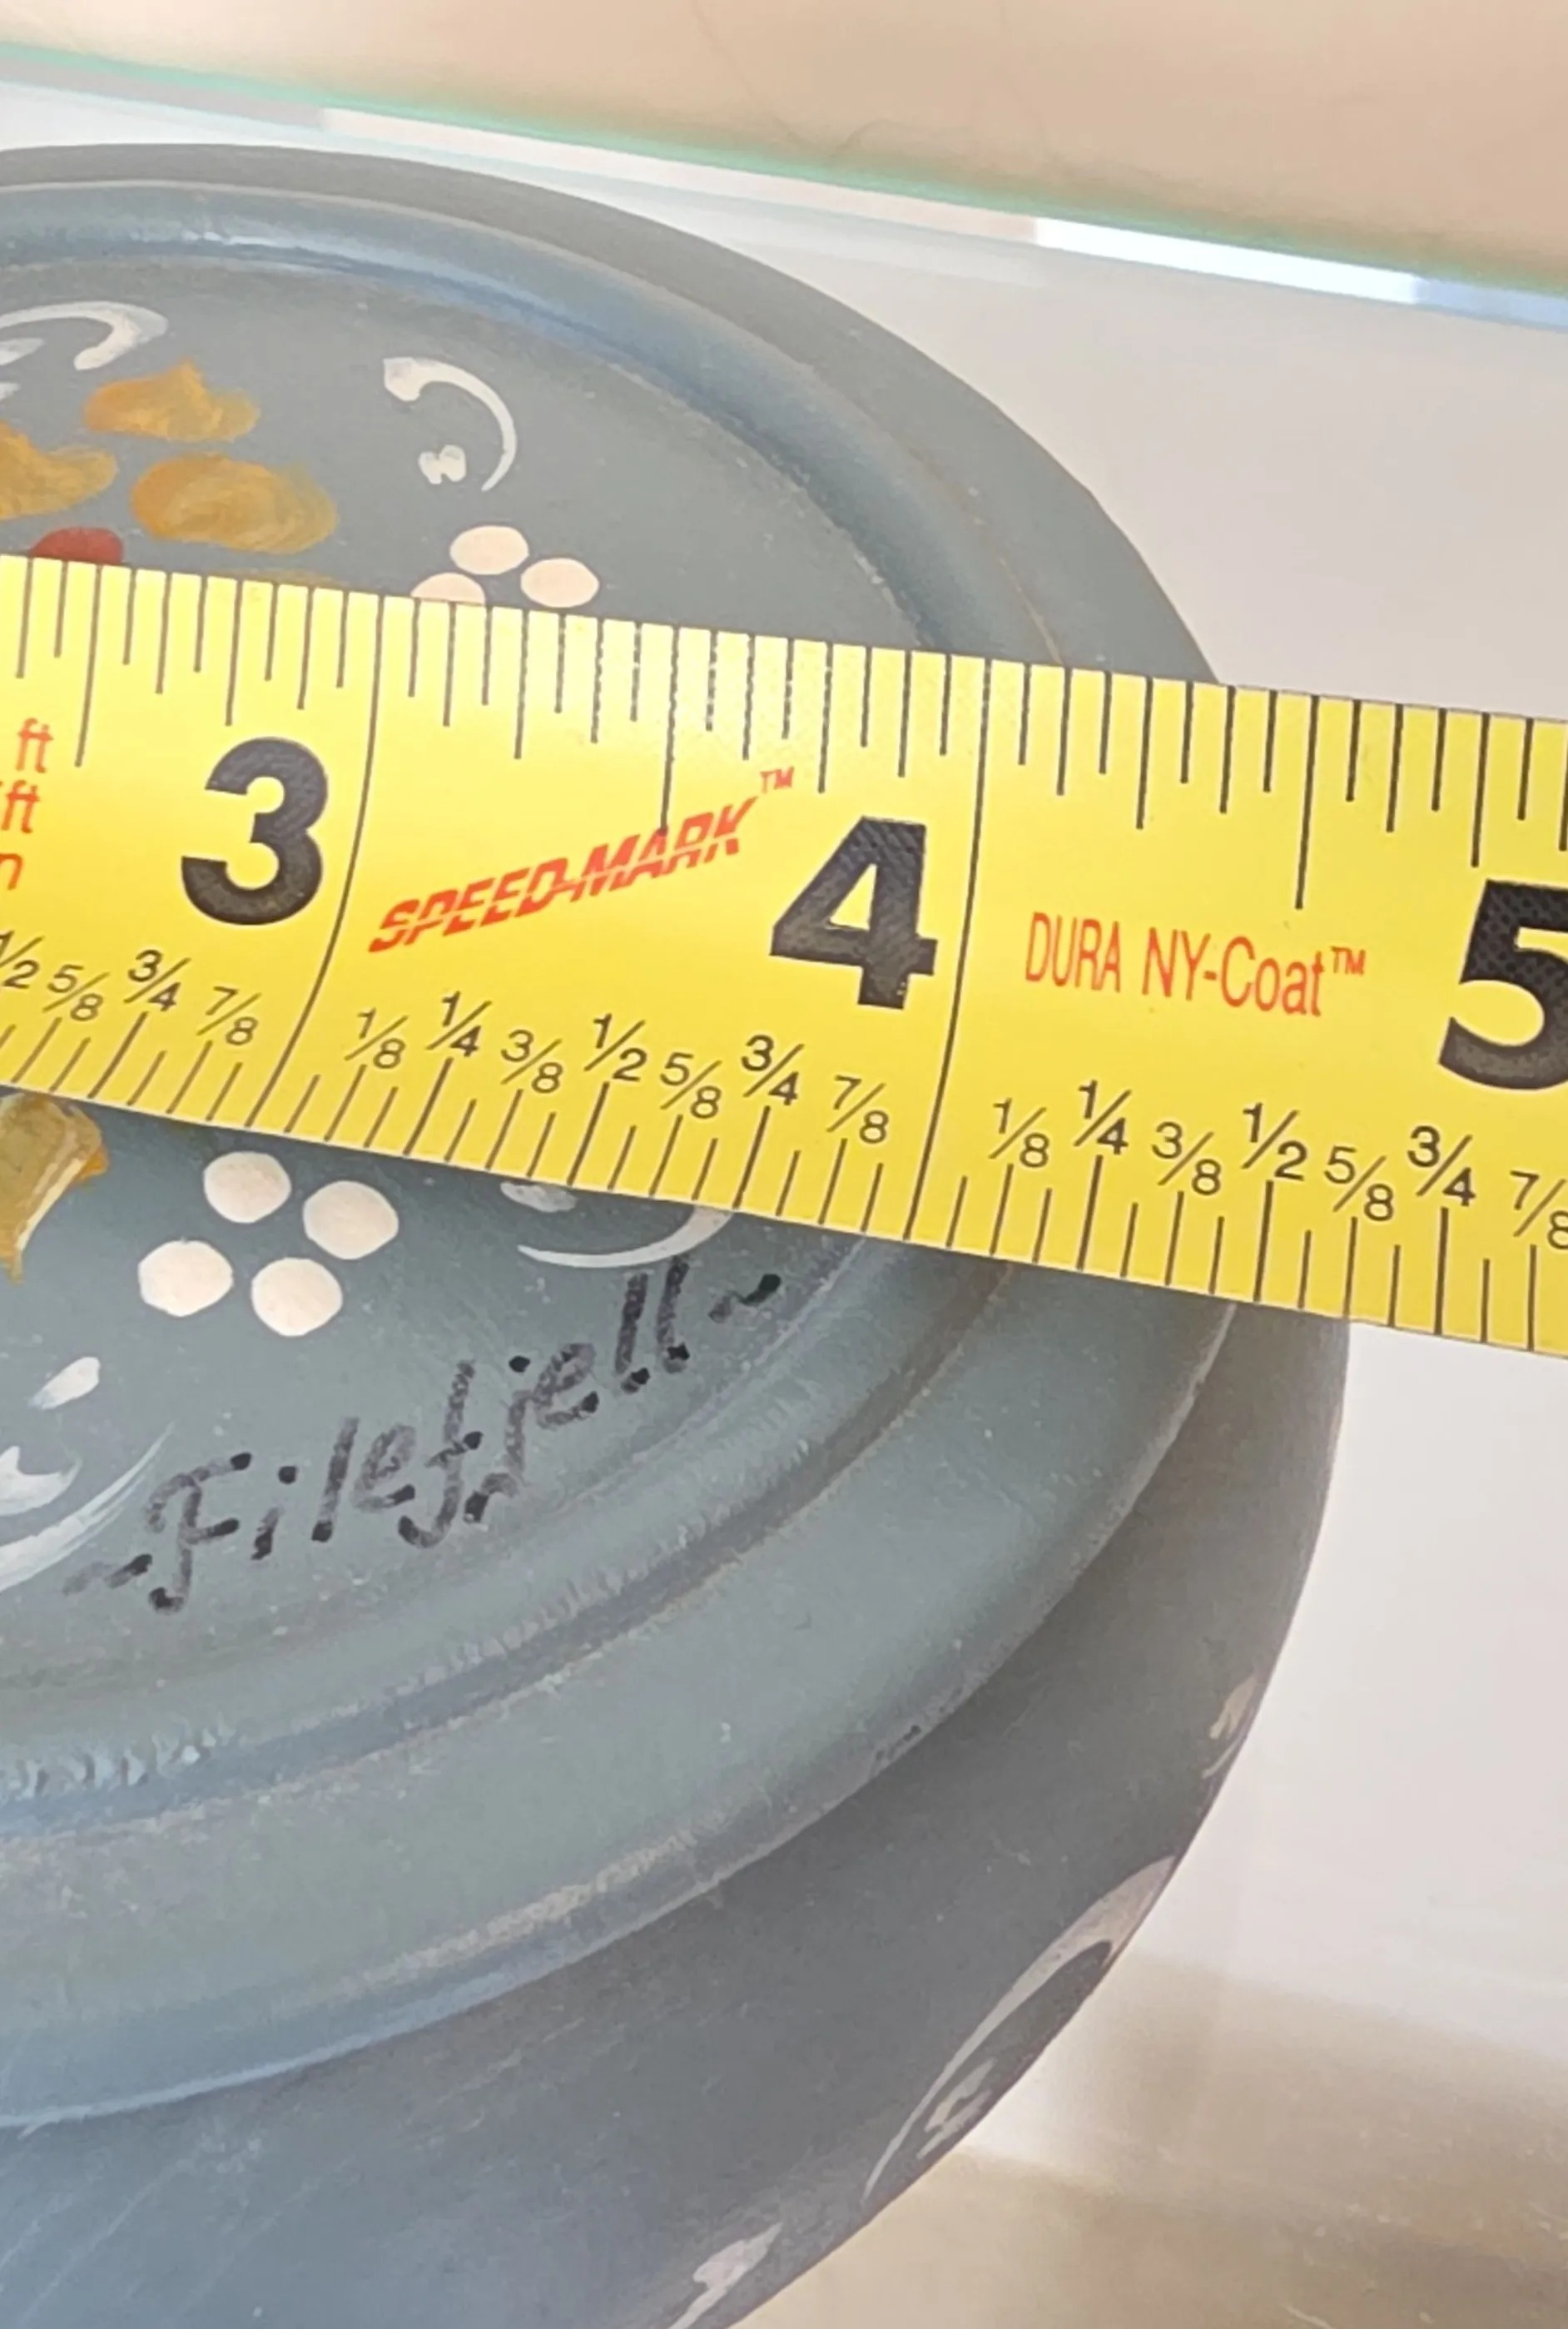 ft
ft
n
3
SPEED-MARK™
4
DURA NY-Coat™
5
1/2 5/8 3/4 7/8
1/8 1/4 3/8 1/2 5/8 3/4 7/8
1/8 1/4 3/8 1/2 5/8 3/4 7/8
~Filefjell~